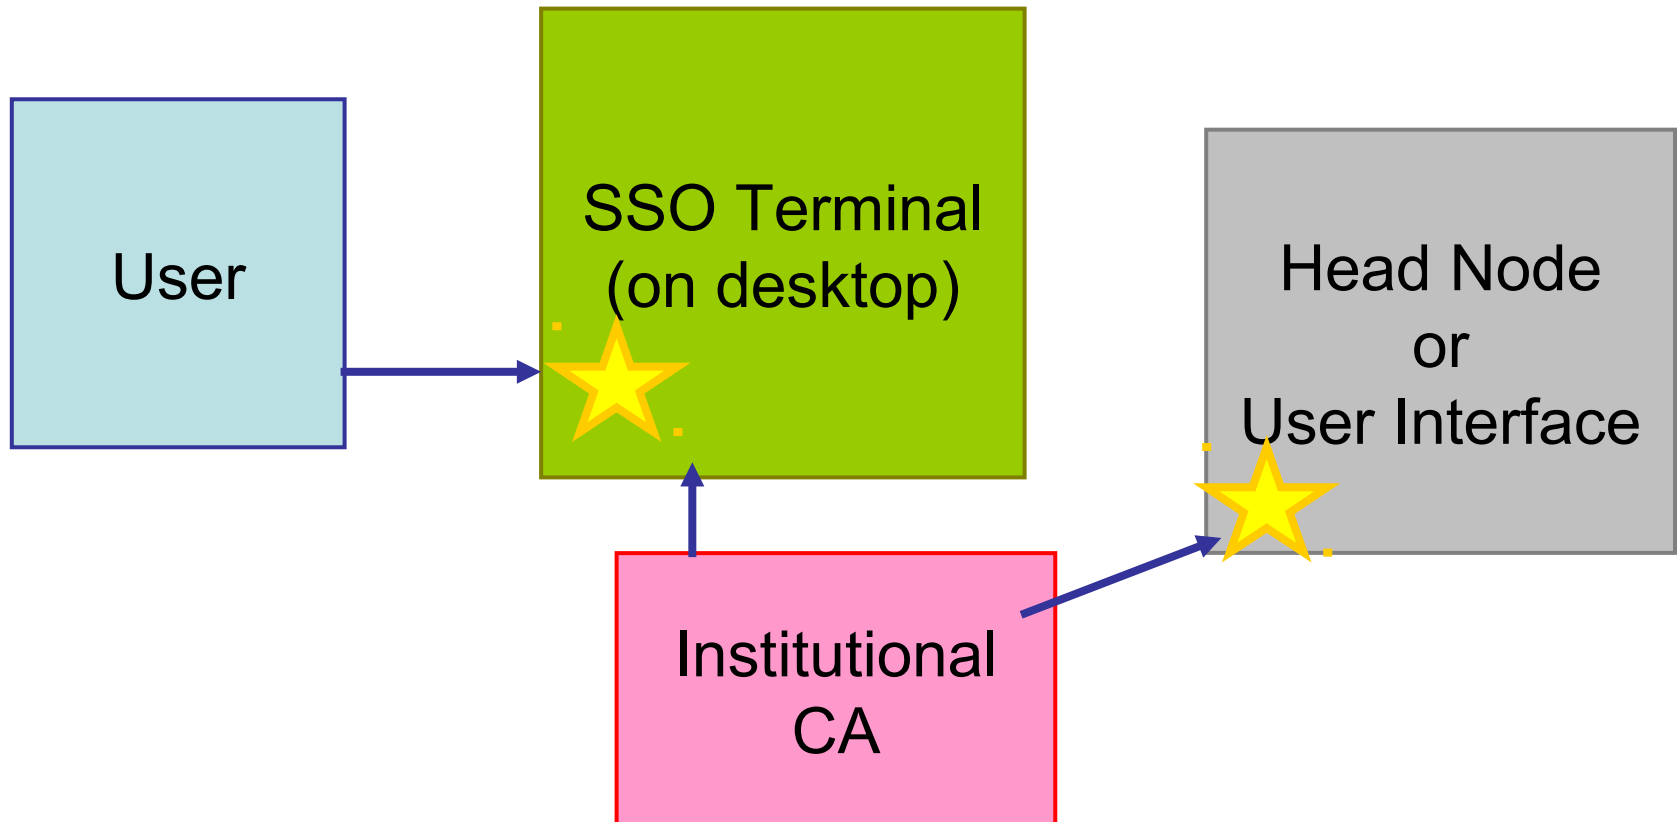 User
SSO Terminal
(on desktop)
Head Node
or
User Interface
Institutional
CA